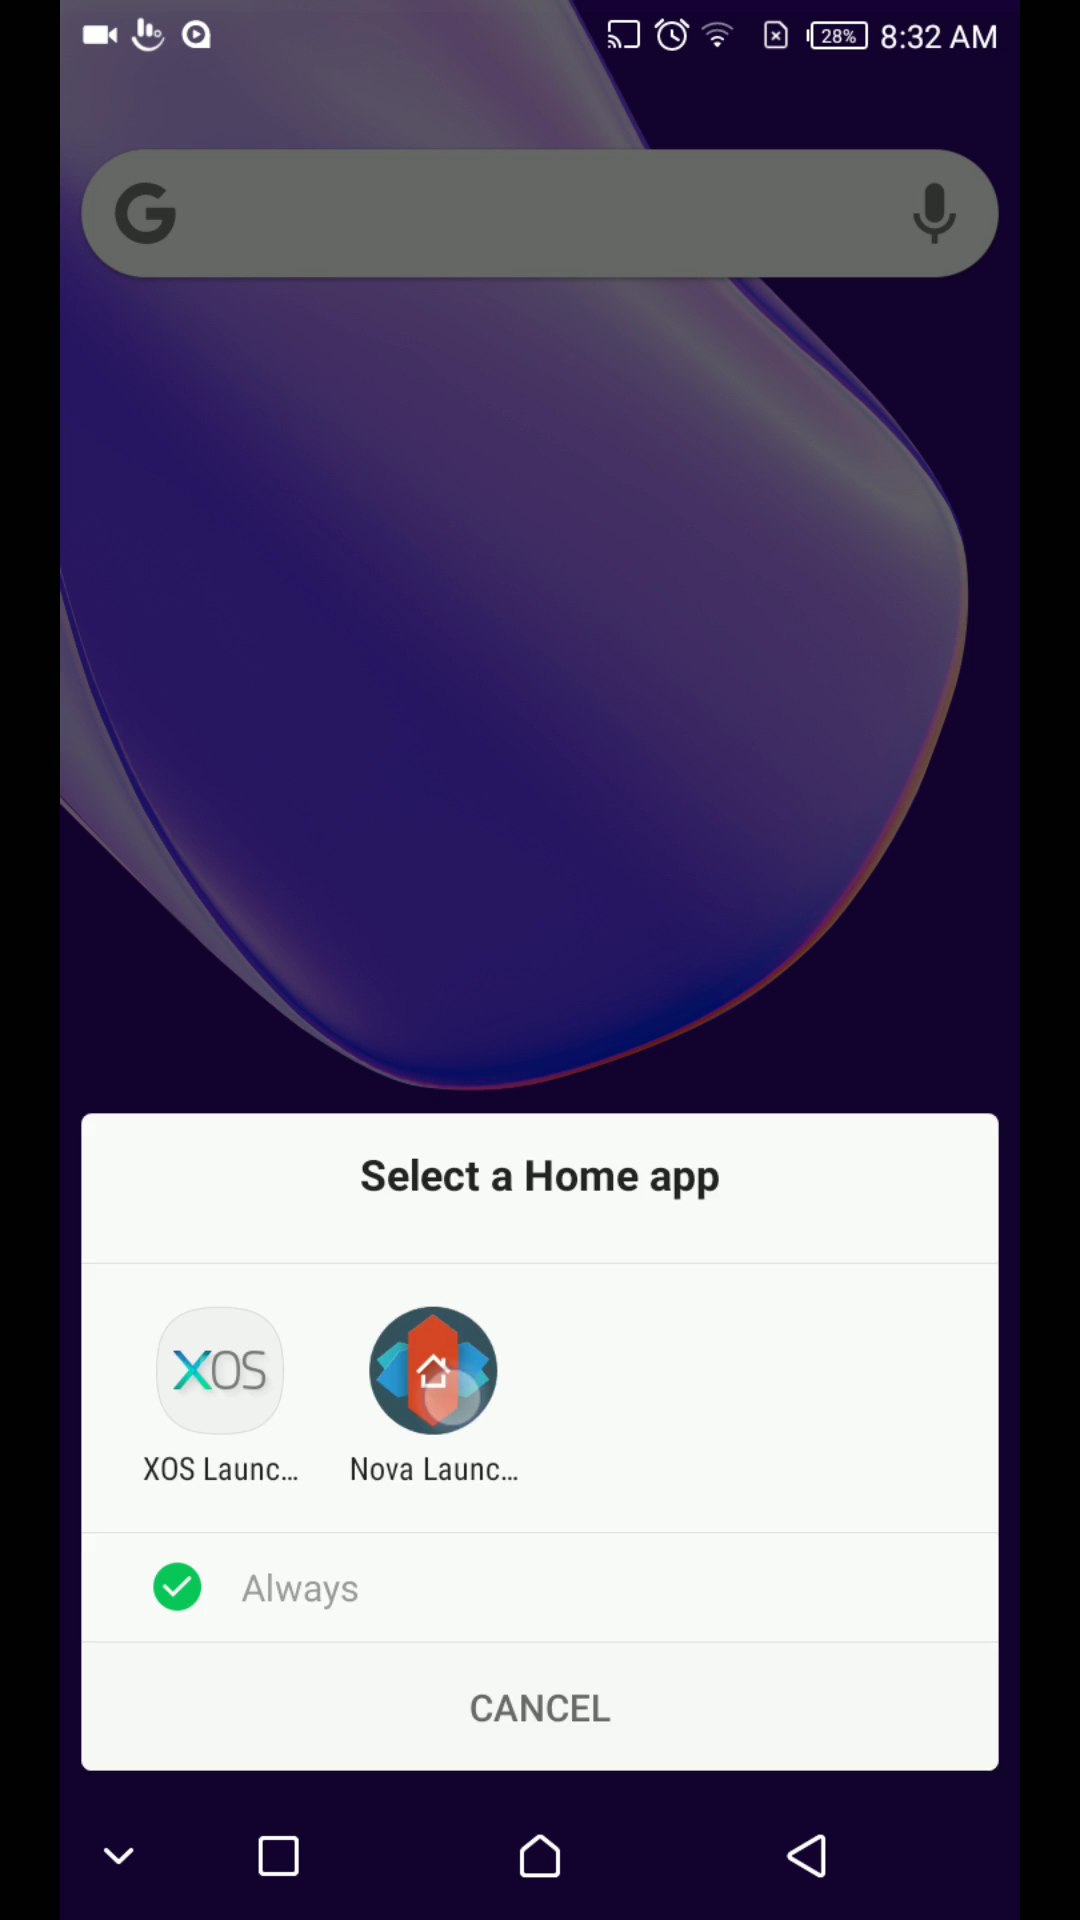 28% 8:32 AM
G
Select a Home app
XOS
XOS Launc...
Nova Launc...
Always
CANCEL